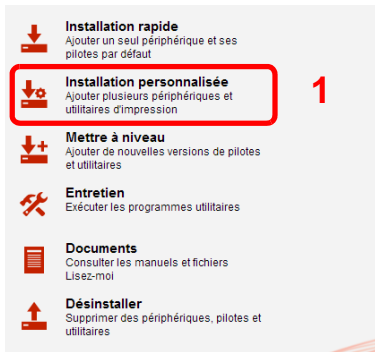 Installation rapide
Ajouter un seul périphérique et ses
pilotes par défaut
Installation personnalisée
Ajouter plusieurs périphériques et
utilitaires d'impression
1
Mettre à niveau
Ajouter de nouvelles versions de pilotes
et utilitaires
Entretien
Exécuter les programmes utilitaires
Documents
Consulter les manuels et fichiers
Lisez-moi
Désinstaller
Supprimer des périphériques, pilotes et
utilitaires